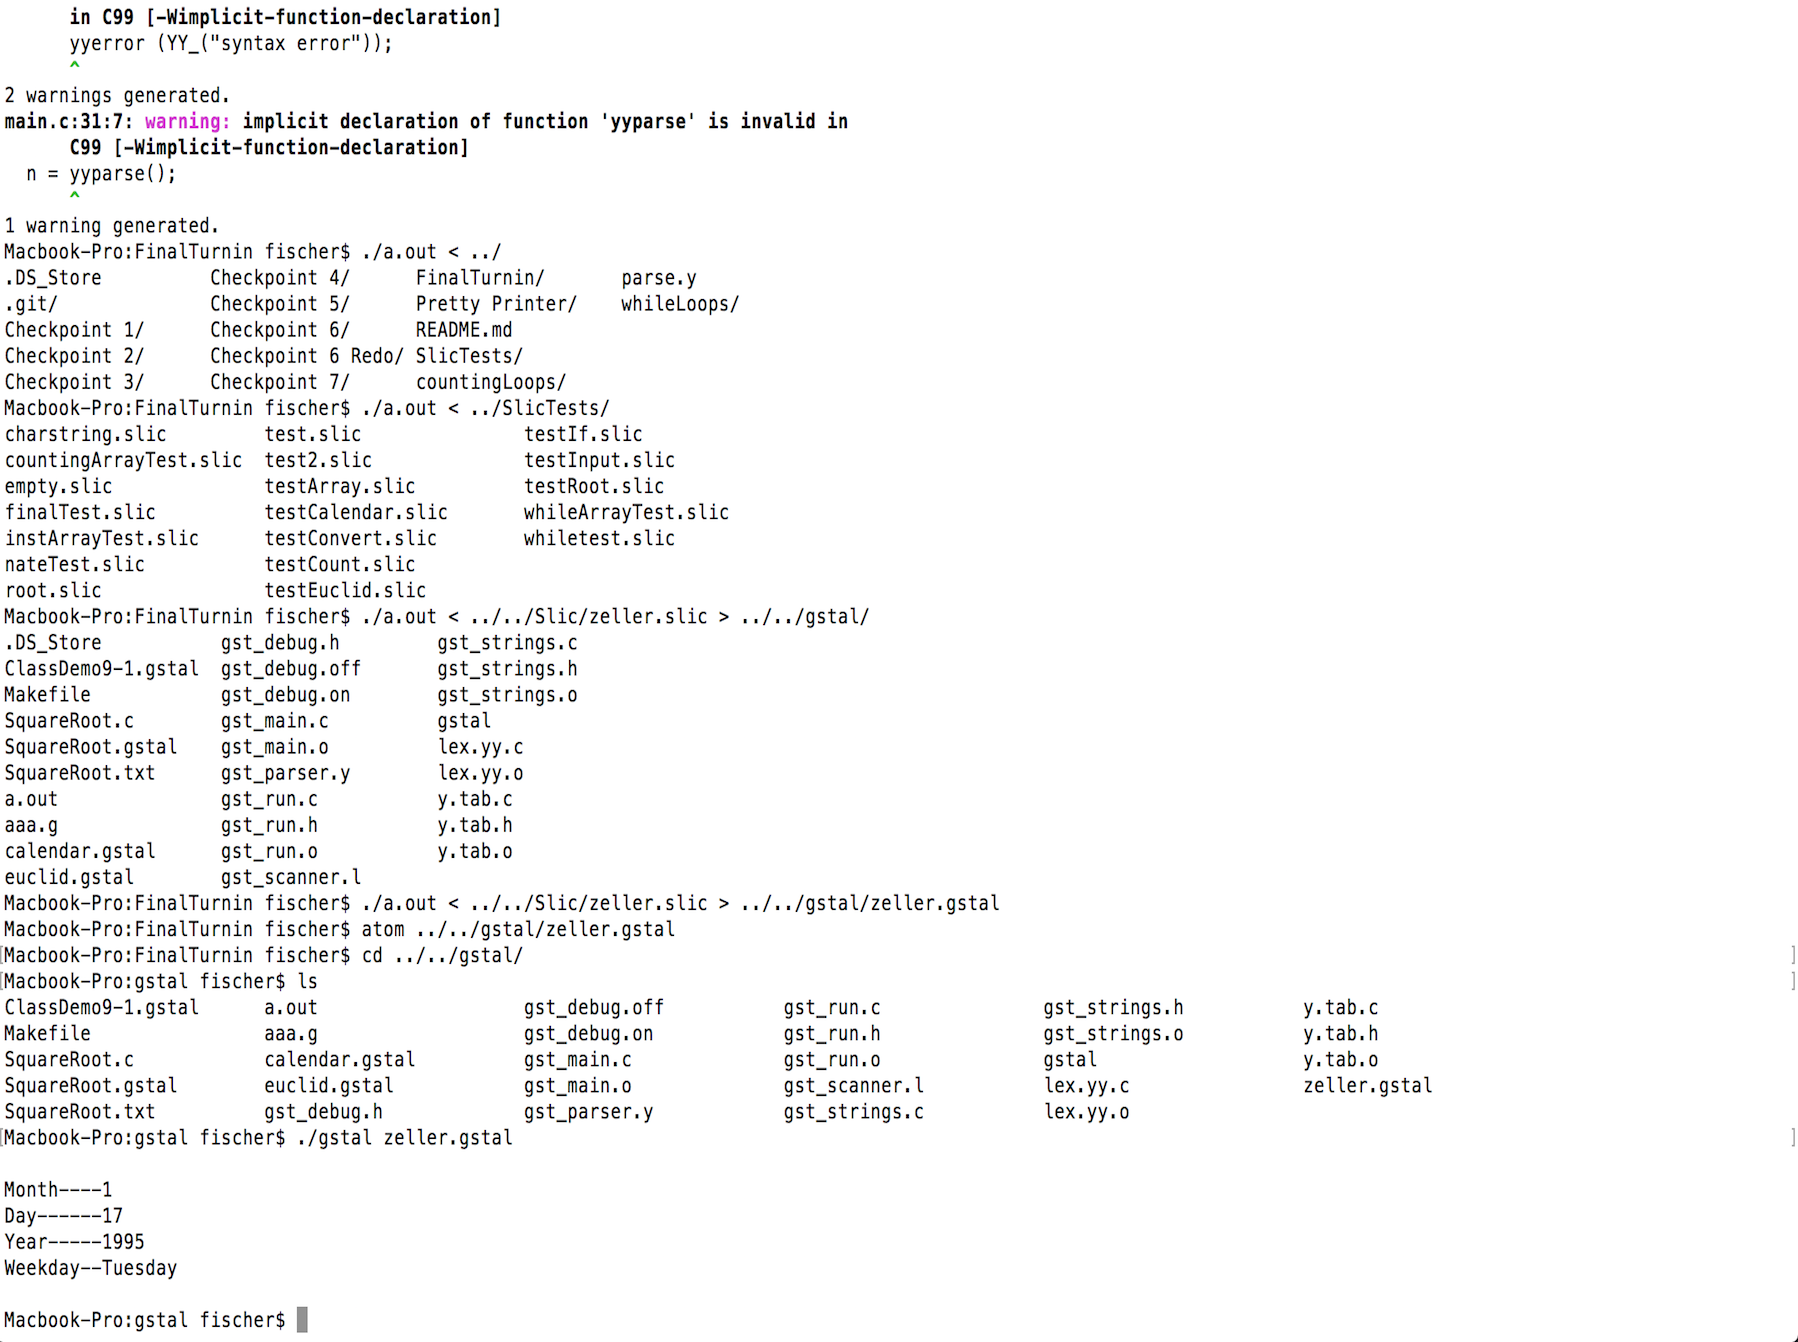 in C99 [-Wimplicit-function-declaration]
yyerror (YY_("syntax error"));
^
2 warnings generated.
main.c:31:7: warning: implicit declaration of function 'yyparse' is invalid in
C99 [-Wimplicit-function-declaration]
n = yyparse();
^
1 warning generated.
Macbook-Pro:FinalTurnin fischer$ ./a.out < ../
.DS_Store Checkpoint 4/ FinalTurnin/ parse.y
.git/ Checkpoint 5/ Pretty Printer/ whileLoops/
Checkpoint 1/ Checkpoint 6/ README.md
Checkpoint 2/ Checkpoint 6 Redo/ SlicTests/
Checkpoint 3/ Checkpoint 7/ countingLoops/
Macbook-Pro:FinalTurnin fischer$ ./a.out < ../SlicTests/
charstring.slic test.slic testIf.slic
countingArrayTest.slic test2.slic testInput.slic
empty.slic testArray.slic testRoot.slic
finalTest.slic testCalendar.slic whileArrayTest.slic
instArrayTest.slic testConvert.slic whiletest.slic
nateTest.slic testCount.slic
root.slic testEuclid.slic
Macbook-Pro:FinalTurnin fischer$ ./a.out < ../../Slic/zeller.slic > ../../gstal/
.DS_Store gst_debug.h gst_strings.c
ClassDemo9-1.gstal gst_debug.off gst_strings.h
Makefile gst_debug.on gst_strings.o
SquareRoot.c gst_main.c gstal
SquareRoot.gstal gst_main.o lex.yy.c
SquareRoot.txt gst_parser.y lex.yy.o
a.out gst_run.c y.tab.c
aaa.g gst_run.h y.tab.h
calendar.gstal gst_run.o y.tab.o
euclid.gstal gst_scanner.l
Macbook-Pro:FinalTurnin fischer$ ./a.out < ../../Slic/zeller.slic > ../../gstal/zeller.gstal
Macbook-Pro:FinalTurnin fischer$ atom ../../gstal/zeller.gstal
[Macbook-Pro:FinalTurnin fischer$ cd ../../gstal/ ]
[Macbook-Pro:gstal fischer$ ls ]
ClassDemo9-1.gstal a.out gst_debug.off gst_run.c gst_strings.h y.tab.c
Makefile aaa.g gst_debug.on gst_run.h gst_strings.o y.tab.h
SquareRoot.c calendar.gstal gst_main.c gst_run.o gstal y.tab.o
SquareRoot.gstal euclid.gstal gst_main.o gst_scanner.l lex.yy.c zeller.gstal
SquareRoot.txt gst_debug.h gst_parser.y gst_strings.c lex.yy.o
[Macbook-Pro:gstal fischer$ ./gstal zeller.gstal ]
Month----1
Day------17
Year-----1995
Weekday--Tuesday
Macbook-Pro:gstal fischer$